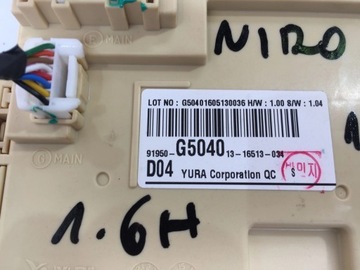 G MAIN
NIRO
LOT NO : G50401605130036 H/W : 1.00 S/W : 1.04
91950-G5040 13-16513-034
D04 YURA Corporation QC
G MAIN
1.6H